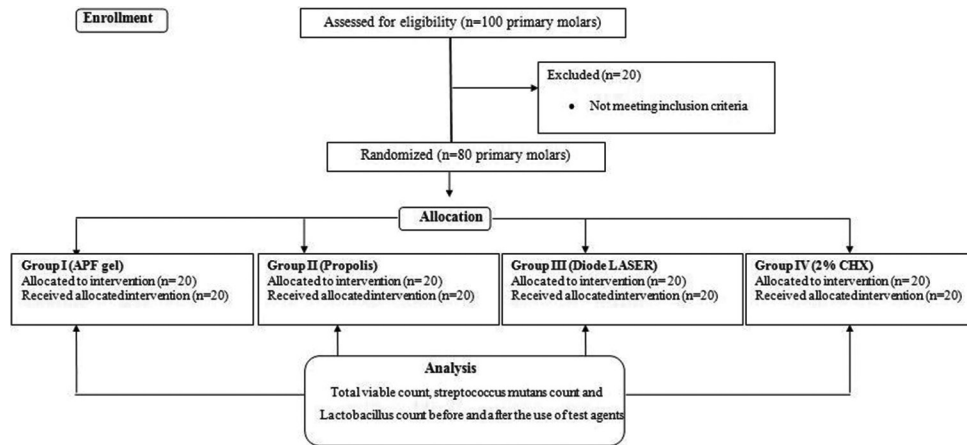 Enrollment
Assessed for eligibility (n=100 primary molars)
Excluded (n= 20)
• Not meeting inclusion criteria
Randomized (n=80 primary molars)
Allocation
Group I (APF gel)
Allocated to intervention (n= 20)
Received allocated intervention (n=20)
Group II (Propolis)
Allocated to intervention (n= 20)
Received allocated intervention (n=20)
Group III (Diode LASER)
Allocated to intervention (n= 20)
Received allocated intervention (n=20)
Group IV (2% CHX)
Allocated to intervention (n= 20)
Received allocated intervention (n=20)
Analysis
Total viable count, streptococcus mutans count and
Lactobacillus count before and after the use of test agents